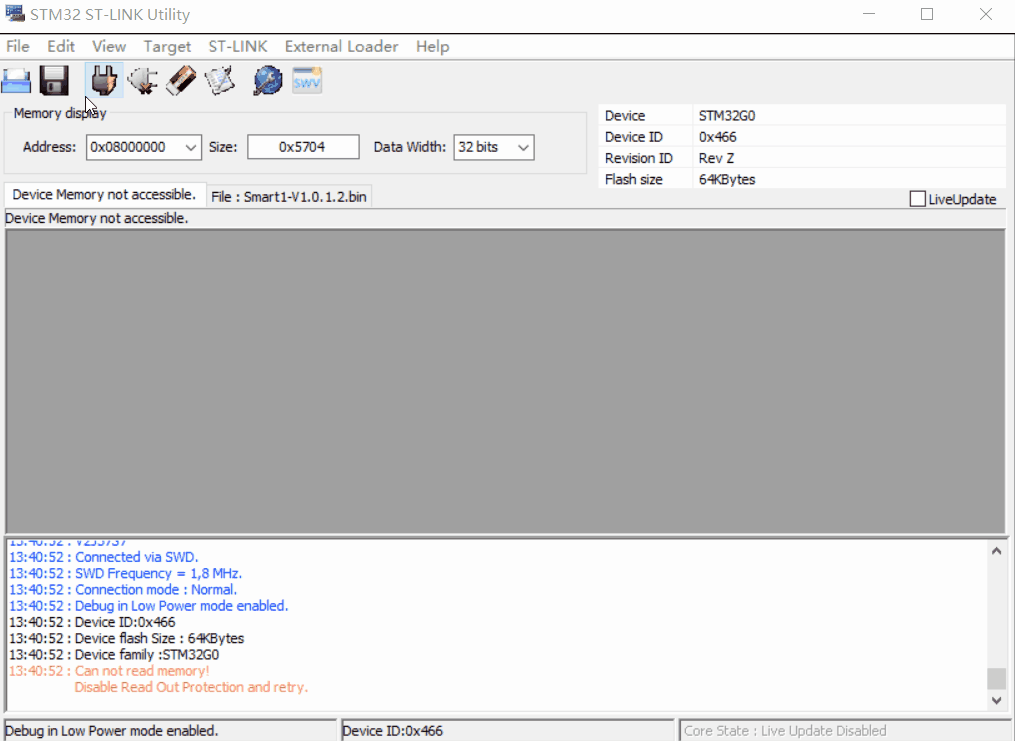 STM32 ST-LINK Utility
File Edit View Target ST-LINK External Loader Help
SWV
Memory display
Address: 0x08000000 Size: 0x5704 Data Width: 32 bits
Device STM32G0
Device ID 0x466
Revision ID Rev Z
Flash size 64KBytes
LiveUpdate
Device Memory not accessible. File : Smart1-V1.0.1.2.bin
Device Memory not accessible.
13:40:52 : V2J37S7
13:40:52 : Connected via SWD.
13:40:52 : SWD Frequency = 1,8 MHz.
13:40:52 : Connection mode : Normal.
13:40:52 : Debug in Low Power mode enabled.
13:40:52 : Device ID:0x466
13:40:52 : Device flash Size : 64KBytes
13:40:52 : Device family :STM32G0
13:40:52 : Can not read memory!
Disable Read Out Protection and retry.
Debug in Low Power mode enabled. Device ID:0x466 Core State : Live Update Disabled